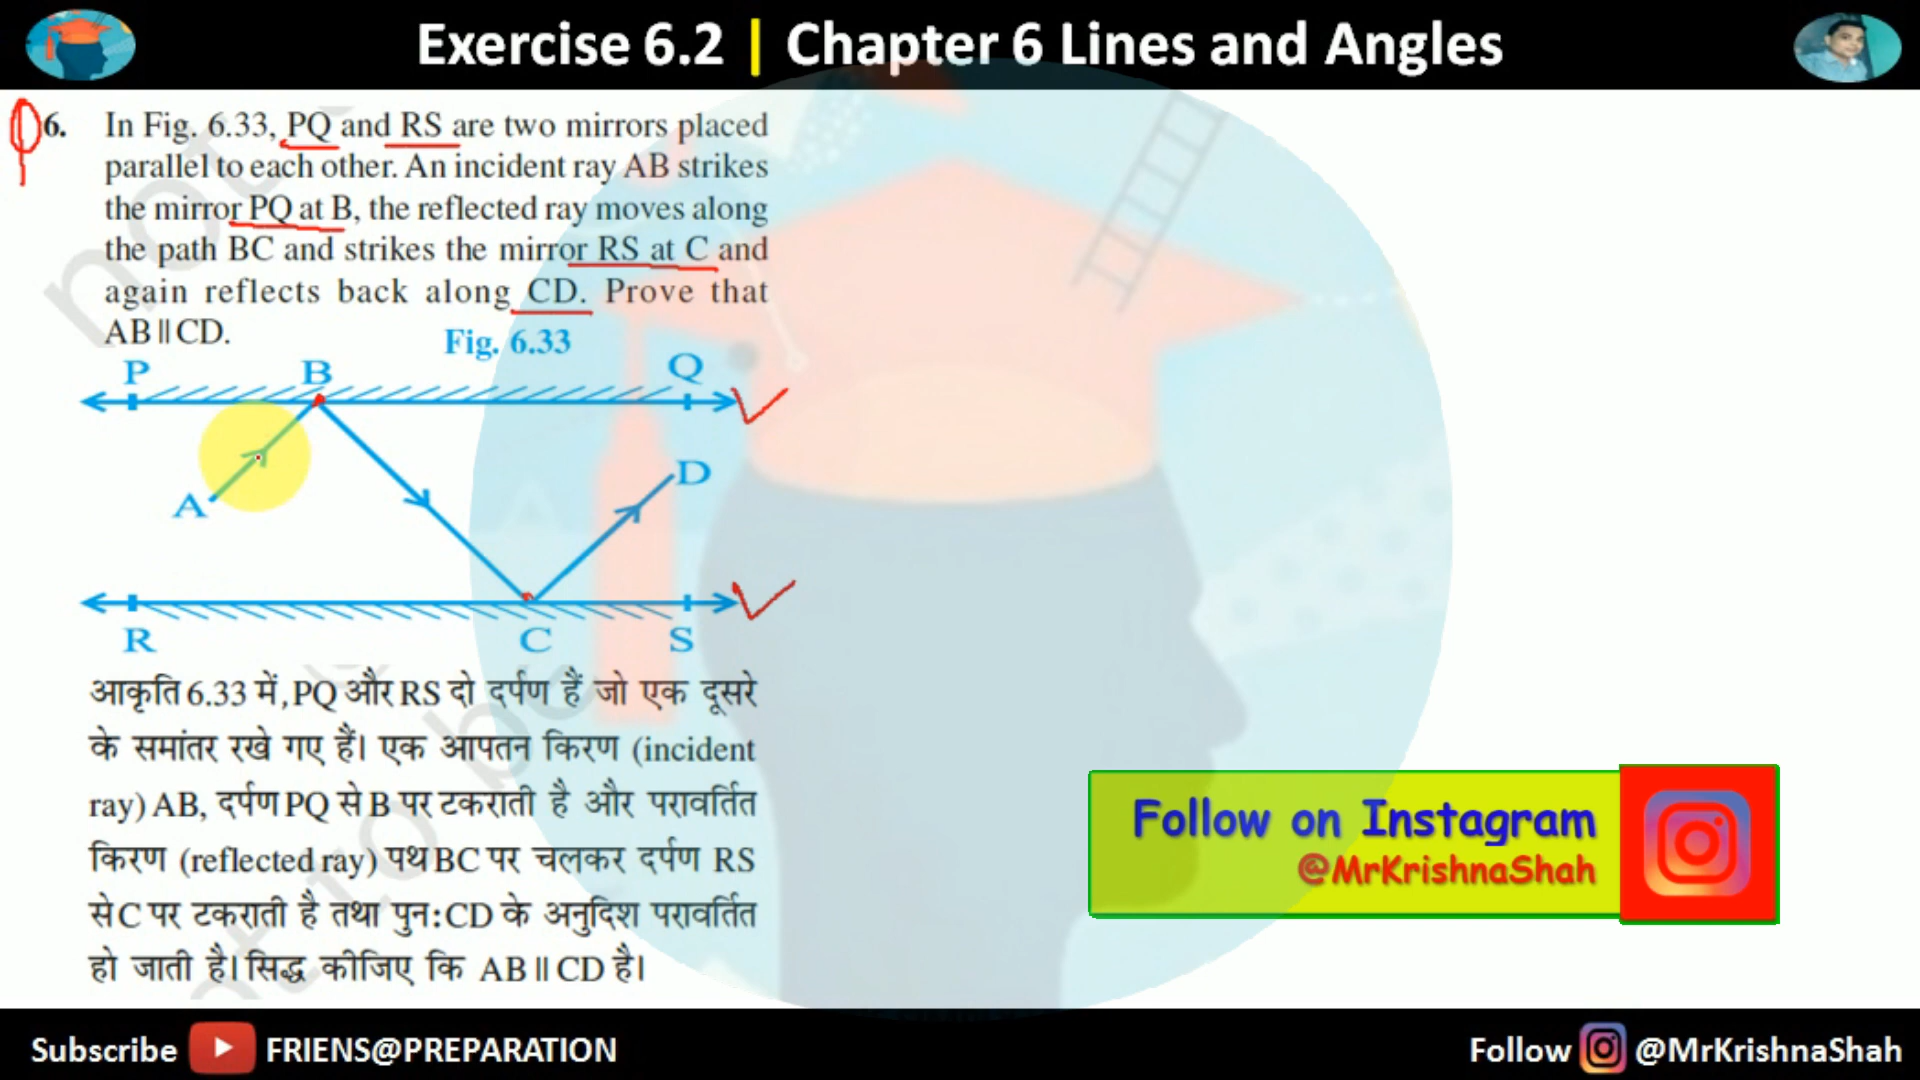 Exercise 6.2 | Chapter 6 Lines and Angles
6. In Fig. 6.33, PQ and RS are two mirrors placed
parallel to each other. An incident ray AB strikes
the mirror PQ at B, the reflected ray moves along
the path BC and strikes the mirror RS at C and
again reflects back along CD. Prove that
AB || CD.
Fig. 6.33
P B Q
A D
R C S
आकृति 6.33 में, PQ और RS दो दर्पण हैं जो एक दूसरे
के समांतर रखे गए हैं। एक आपतन किरण (incident
ray) AB, दर्पण PQ से B पर टकराती है और परावर्तित
किरण (reflected ray) पथ BC पर चलकर दर्पण RS
से C पर टकराती है तथा पुन: CD के अनुदिश परावर्तित
हो जाती है। सिद्ध कीजिए कि AB || CD है।
Follow on Instagram
@MrKrishnaShah
Subscribe FRIENS@PREPARATION
Follow @MrKrishnaShah